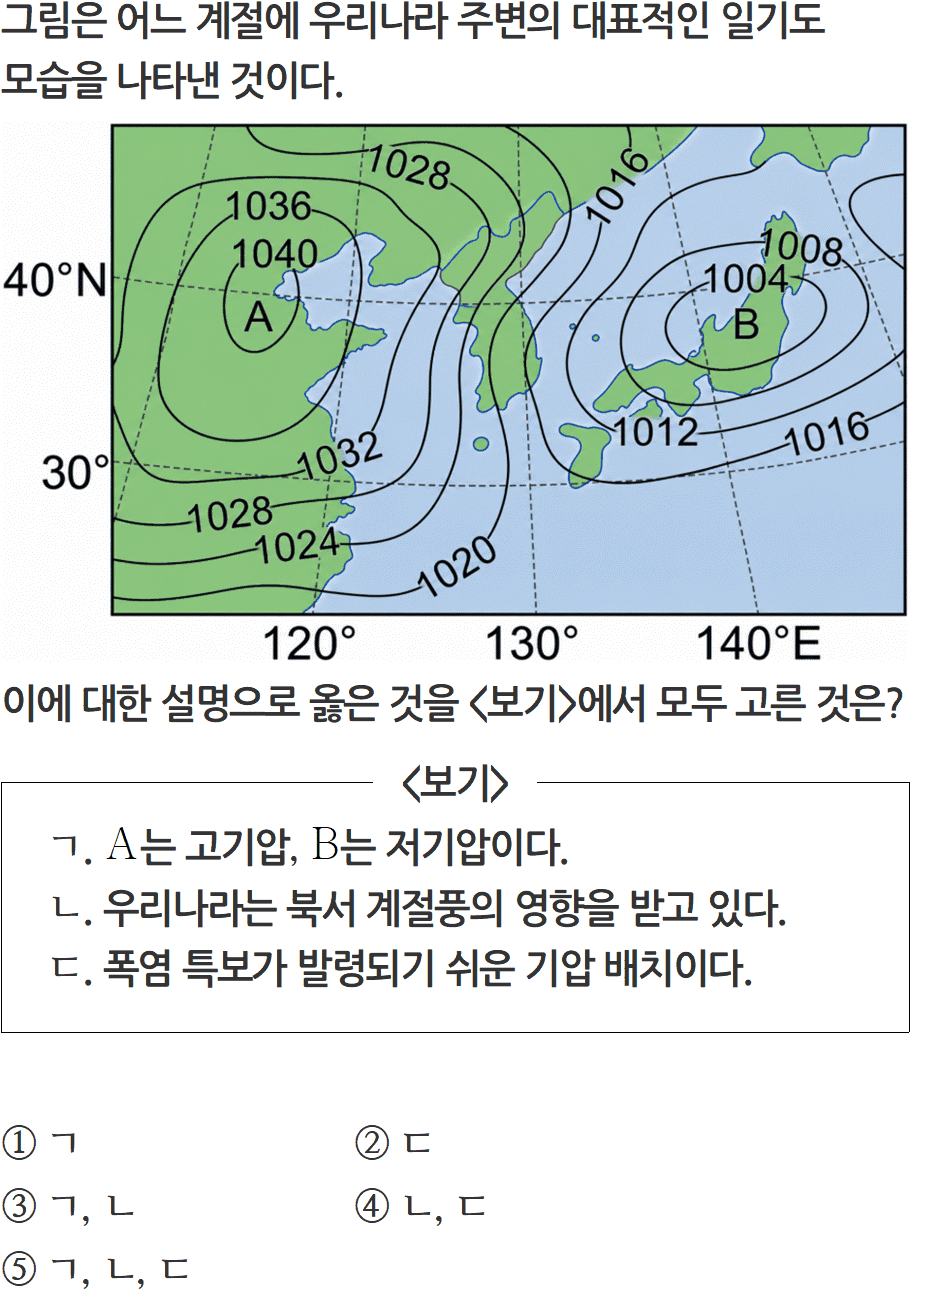 그림은 어느 계절에 우리나라 주변의 대표적인 일기도
모습을 나타낸 것이다.
1028
1016
1036
1040
1008
1004
40°N
A
B
1012
1016
30°
1032
1028
1024
1020
120° 130° 140°E
이에 대한 설명으로 옳은 것을 <보기>에서 모두 고른 것은?
<보기>
ㄱ. A는 고기압, B는 저기압이다.
ㄴ. 우리나라는 북서 계절풍의 영향을 받고 있다.
ㄷ. 폭염 특보가 발령되기 쉬운 기압 배치이다.
① ㄱ ② ㄷ
③ ㄱ, ㄴ ④ ㄴ, ㄷ
⑤ ㄱ, ㄴ, ㄷ